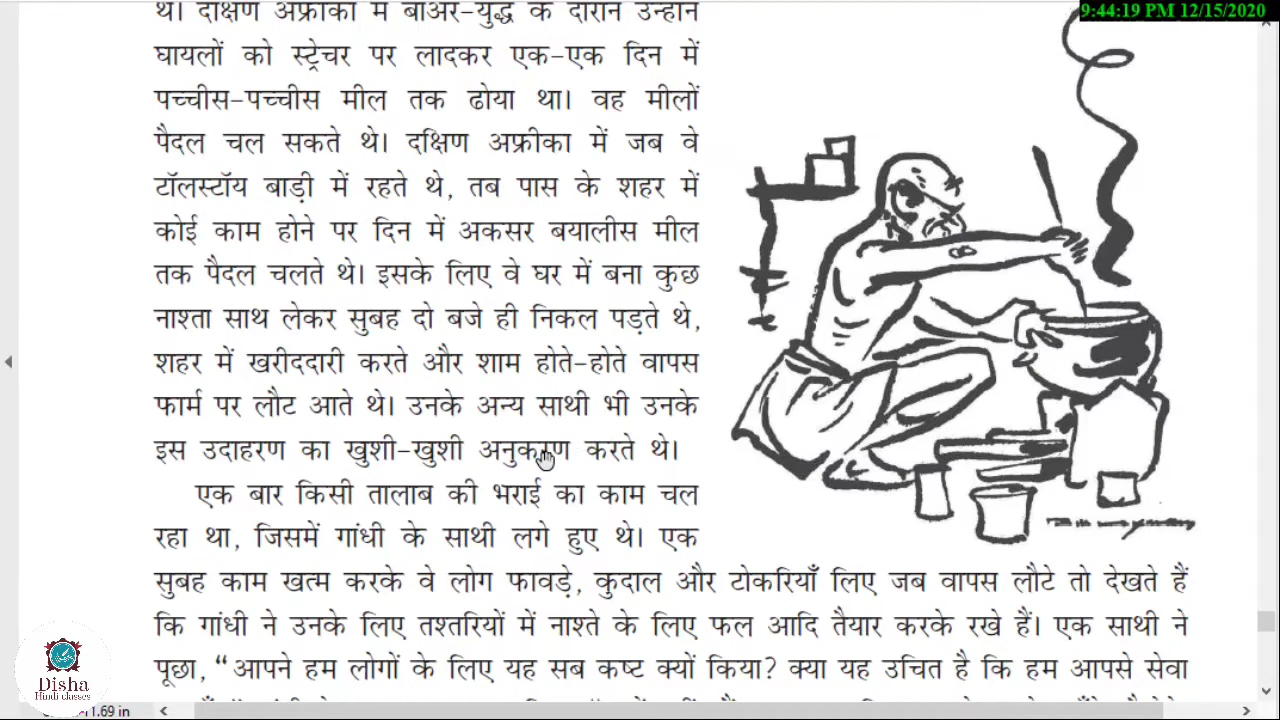 9:44:19 PM 12/15/2020
थे। दक्षिण अफ़्रीका में बोअर-युद्ध के दौरान उन्होंने
घायलों को स्ट्रेचर पर लादकर एक-एक दिन में
पच्चीस-पच्चीस मील तक ढोया था। वह मीलों
पैदल चल सकते थे। दक्षिण अफ्रीका में जब वे
टॉलस्टॉय बाड़ी में रहते थे, तब पास के शहर में
कोई काम होने पर दिन में अकसर बयालीस मील
तक पैदल चलते थे। इसके लिए वे घर में बना कुछ
नाश्ता साथ लेकर सुबह दो बजे ही निकल पड़ते थे,
शहर में खरीददारी करते और शाम होते-होते वापस
फार्म पर लौट आते थे। उनके अन्य साथी भी उनके
इस उदाहरण का खुशी-खुशी अनुकरण करते थे।
एक बार किसी तालाब की भराई का काम चल
रहा था, जिसमें गांधी के साथी लगे हुए थे। एक
सुबह काम खत्म करके वे लोग फावड़े, कुदाल और टोकरियाँ लिए जब वापस लौटे तो देखते हैं
कि गांधी ने उनके लिए तश्तरियों में नाश्ते के लिए फल आदि तैयार करके रखे हैं। एक साथी ने
पूछा, “आपने हम लोगों के लिए यह सब कष्ट क्यों किया? क्या यह उचित है कि हम आपसे सेवा
Disha
Hindi classes
1.69 in